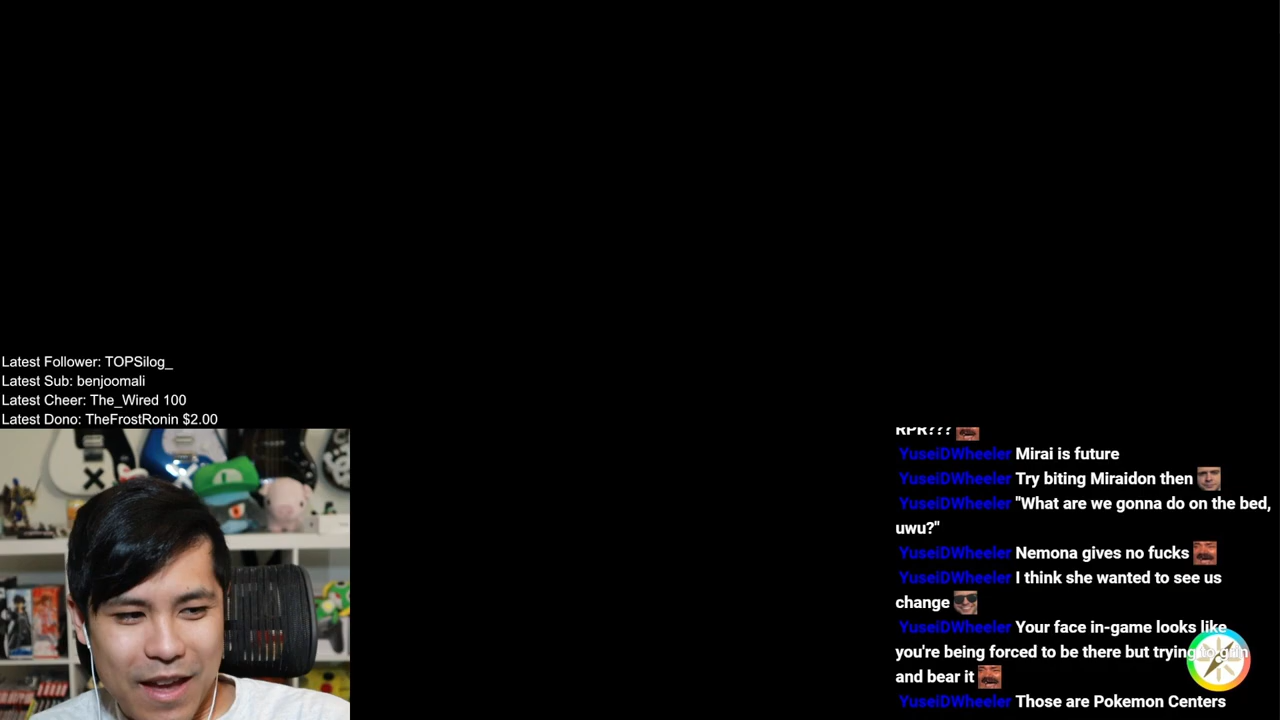 Latest Follower: TOPSilog_
Latest Sub: benjoomali
Latest Cheer: The_Wired 100
Latest Dono: TheFrostRonin $2.00
RPR???
YuseiDWheeler Mirai is future
YuseiDWheeler Try biting Miraidon then
YuseiDWheeler "What are we gonna do on the bed,
uwu?"
YuseiDWheeler Nemona gives no fucks
YuseiDWheeler I think she wanted to see us
change
YuseiDWheeler Your face in-game looks like
you're being forced to be there but trying to grin
and bear it
YuseiDWheeler Those are Pokemon Centers